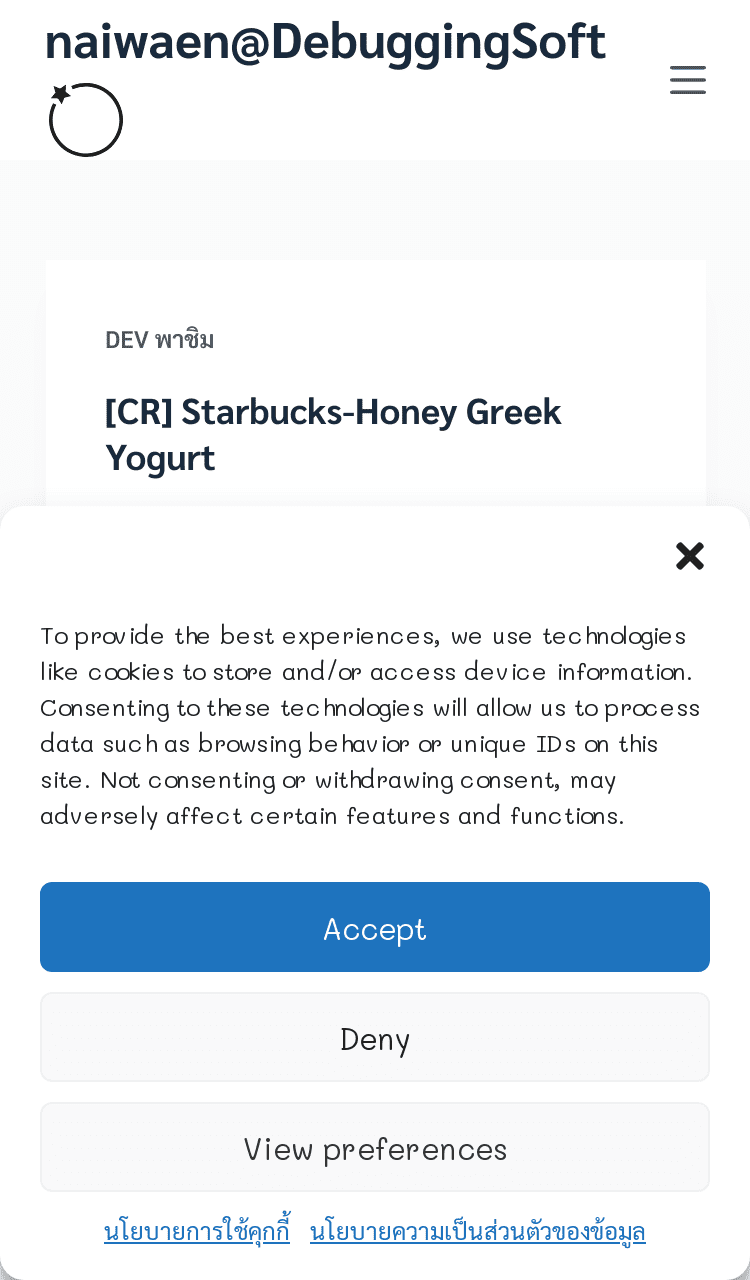 naiwaen@DebuggingSoft
DEV พาชิม
[CR] Starbucks-Honey Greek
Yogurt
To provide the best experiences, we use technologies
like cookies to store and/or access device information.
Consenting to these technologies will allow us to process
data such as browsing behavior or unique IDs on this
site. Not consenting or withdrawing consent, may
adversely affect certain features and functions.
Accept
Deny
View preferences
นโยบายการใช้คุกกี้ นโยบายความเป็นส่วนตัวของข้อมูล